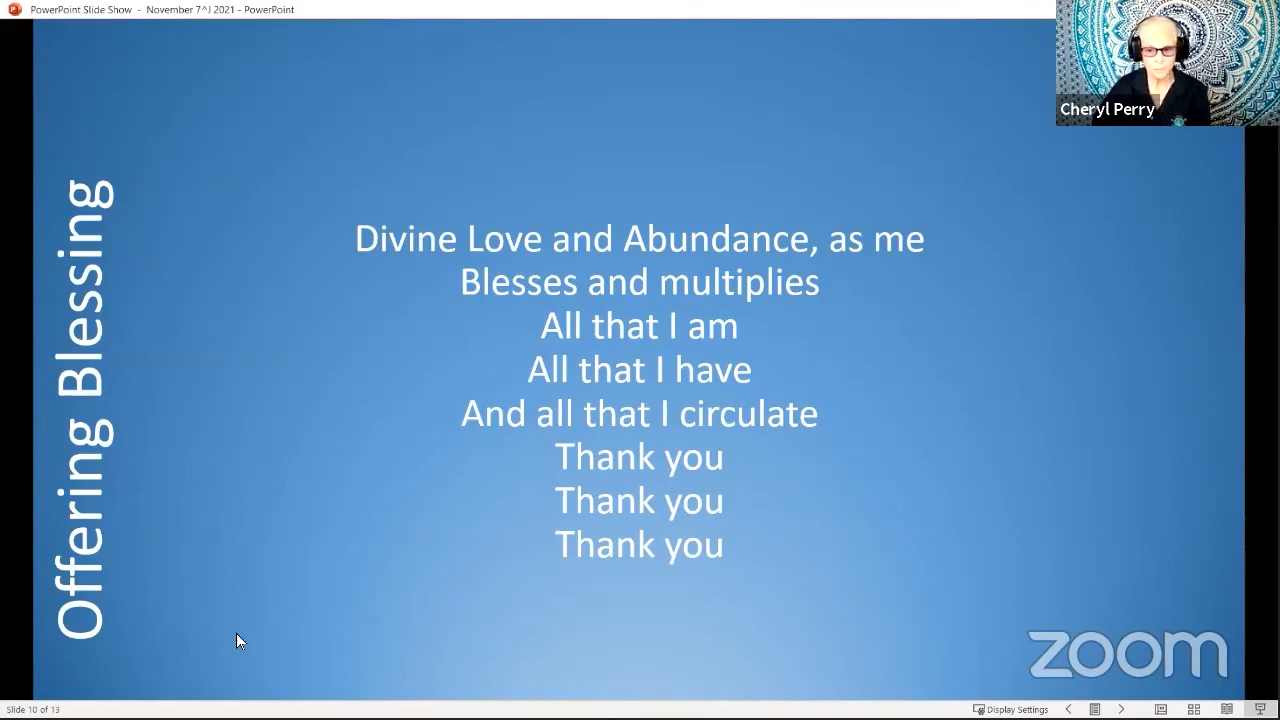 PowerPoint Slide Show - November 7^J 2021 - PowerPoint
Cheryl Perry
Offering Blessing
Divine Love and Abundance, as me
Blesses and multiplies
All that I am
All that I have
And all that I circulate
Thank you
Thank you
Thank you
zoom
Slide 10 of 13
Display Settings